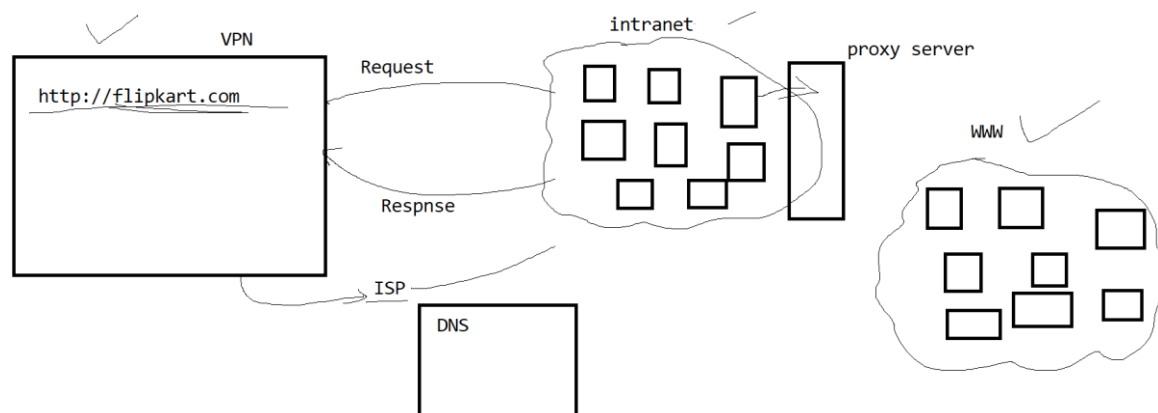 VPN
http://flipkart.com
Request
Respnse
intranet
proxy server
WWW
ISP
DNS